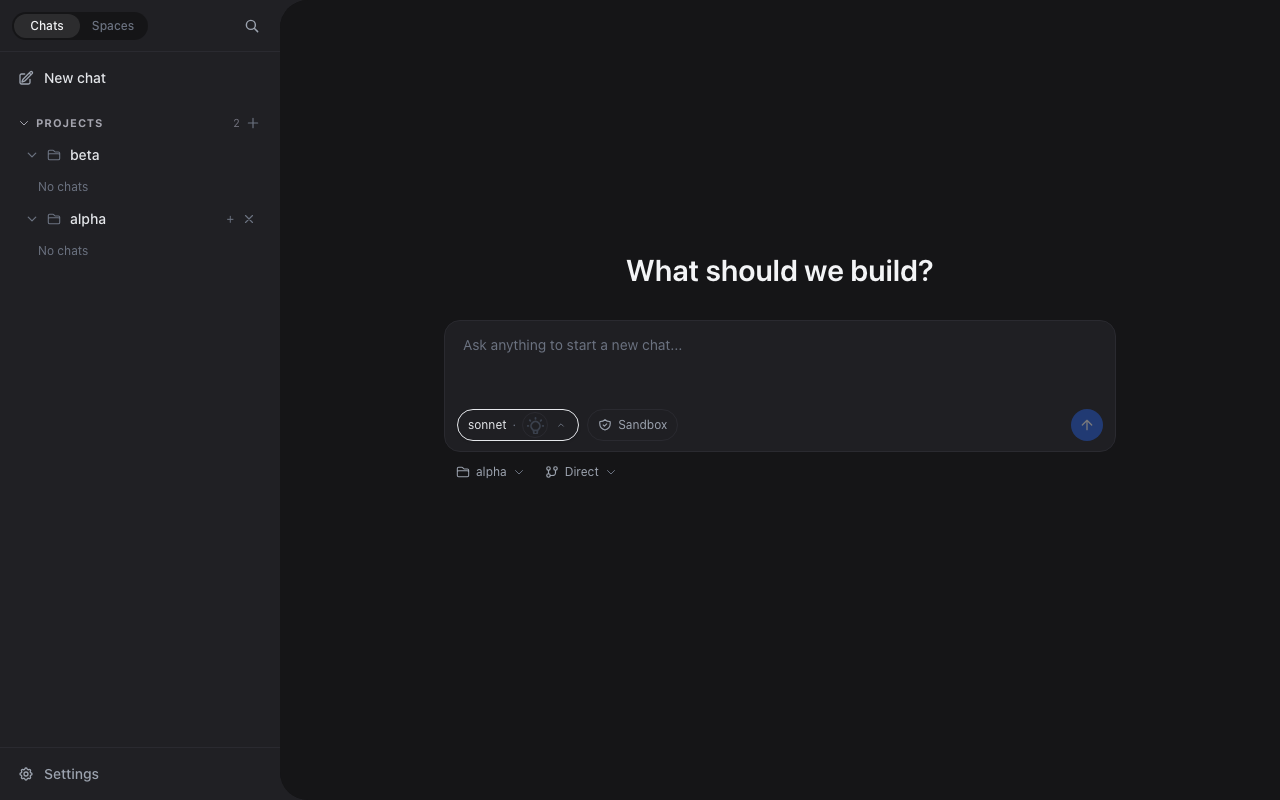 Chats Spaces
New chat
PROJECTS 2
beta
No chats
alpha
No chats
What should we build?
Ask anything to start a new chat...
sonnet ·
Sandbox
alpha
Direct
Settings